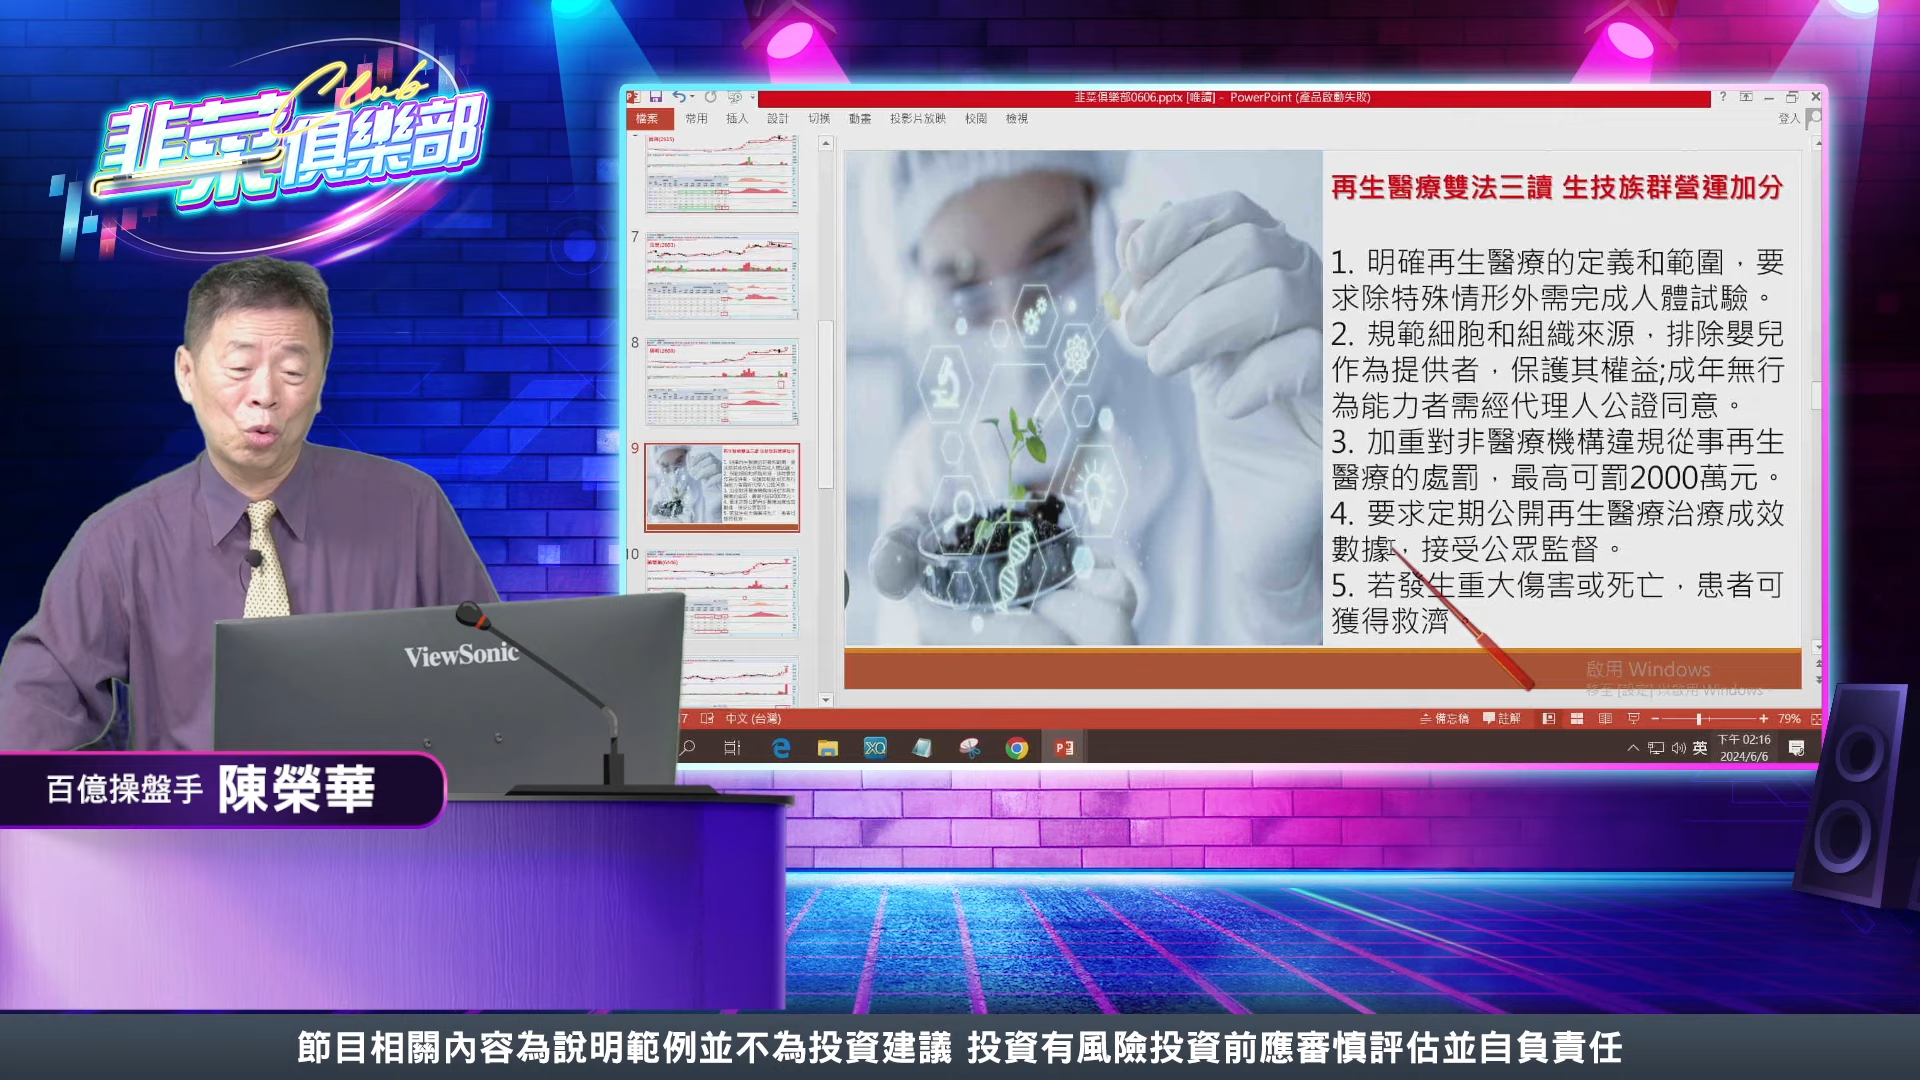 Club
韭菜俱樂部
韭菜俱樂部0606.pptx [唯讀] - PowerPoint (產品啟動失敗)
檔案 常用 插入 設計 切換 動畫 投影片放映 校閱 檢視
登入
7
8
9
10
再生醫療雙法三讀 生技族群營運加分
1. 明確再生醫療的定義和範圍，要
求除特殊情形外需完成人體試驗。
2. 規範細胞和組織來源，排除嬰兒
作為提供者，保護其權益;成年無行
為能力者需經代理人公證同意。
3. 加重對非醫療機構違規從事再生
醫療的處罰，最高可罰2000萬元。
4. 要求定期公開再生醫療治療成效
數據，接受公眾監督。
5. 若發生重大傷害或死亡，患者可
獲得救濟
啟用 Windows
移至 [設定] 以啟用 Windows。
中文 (台灣)
備忘稿 註解
79%
XQ
英
下午 02:16
2024/6/6
ViewSonic
百億操盤手 陳榮華
節目相關內容為說明範例並不為投資建議 投資有風險投資前應審慎評估並自負責任